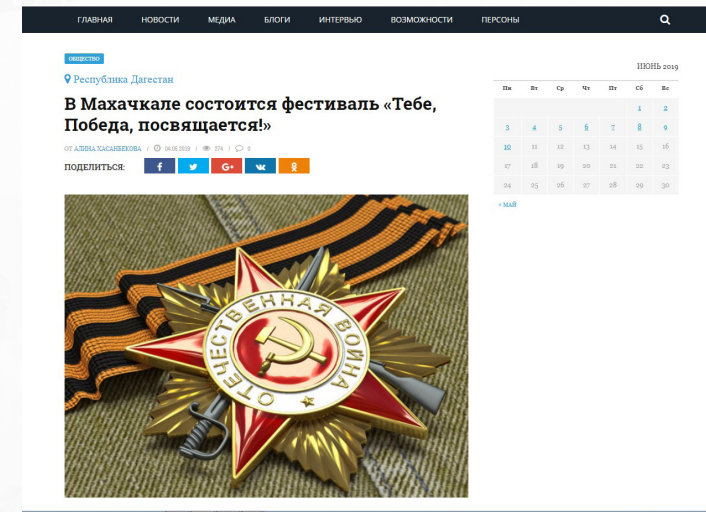 ГЛАВНАЯ НОВОСТИ МЕДИА БЛОГИ ИНТЕРВЬЮ ВОЗМОЖНОСТИ ПЕРСОНЫ
ОБЩЕСТВО
Республика Дагестан
В Махачкале состоится фестиваль «Тебе,
Победа, посвящается!»
ОТ АЛИНА ХАСАНБЕКОВА / 04.05.2018 / 274 / 0
ПОДЕЛИТЬСЯ:
f G+
ОТЕЧЕСТВЕННАЯ ВОЙНА
ИЮНЬ 2019
Пн Вт Ср Чт Пт Сб Вс
1 2
3 4 5 6 7 8 9
10 11 12 13 14 15 16
17 18 19 20 21 22 23
24 25 26 27 28 29 30
« МАЙ